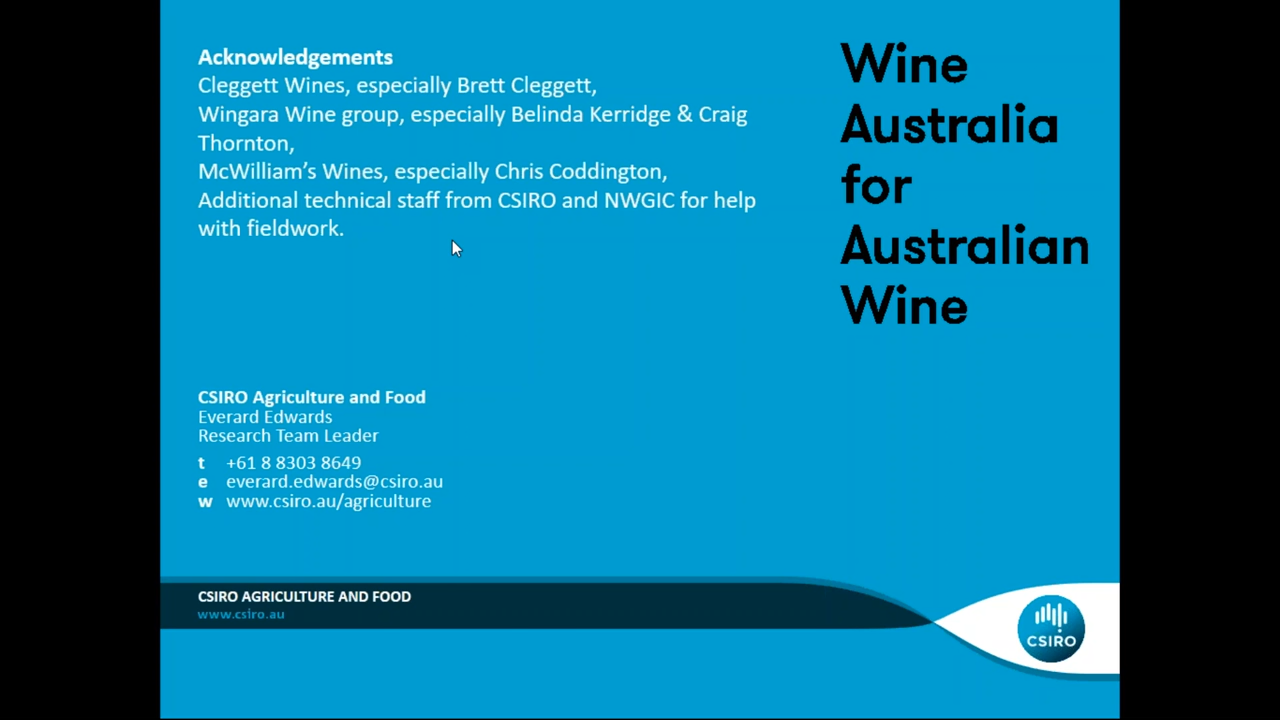 Acknowledgements
Cleggett Wines, especially Brett Cleggett,
Wingara Wine group, especially Belinda Kerridge & Craig
Thornton,
McWilliam's Wines, especially Chris Coddington,
Additional technical staff from CSIRO and NWGIC for help
with fieldwork.
Wine
Australia
for
Australian
Wine
CSIRO Agriculture and Food
Everard Edwards
Research Team Leader
t +61 8 8303 8649
e everard.edwards@csiro.au
w www.csiro.au/agriculture
CSIRO AGRICULTURE AND FOOD
www.csiro.au
CSIRO